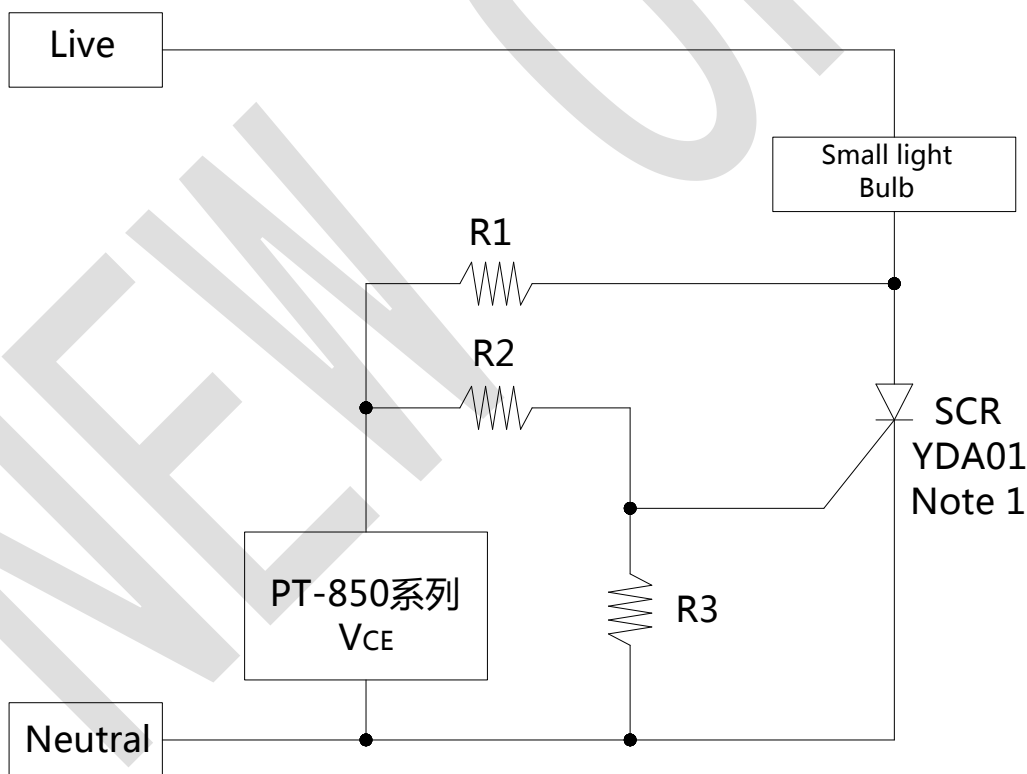 Live
Small light
Bulb
R1
R2
SCR
YDA01
Note 1
PT-850系列
VCE
R3
Neutral
NEW